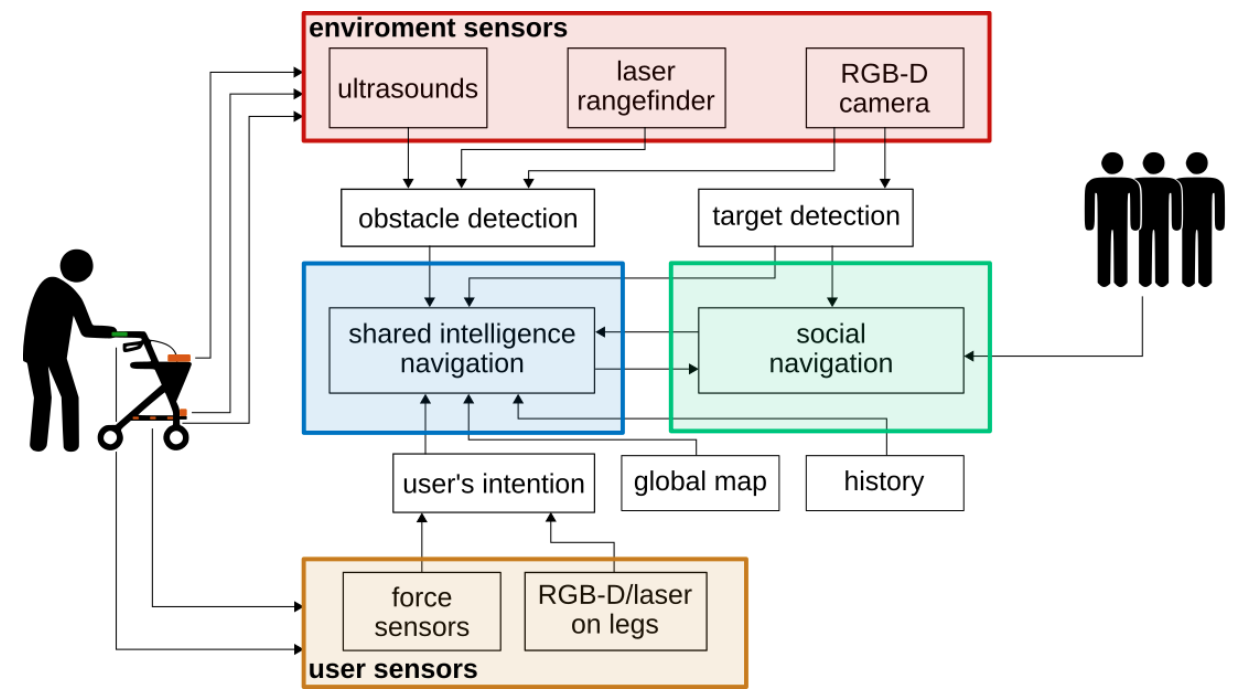 enviroment sensors
ultrasounds
laser
rangefinder
RGB-D
camera
obstacle detection
target detection
shared intelligence
navigation
social
navigation
user's intention
global map
history
force
sensors
RGB-D/laser
on legs
user sensors